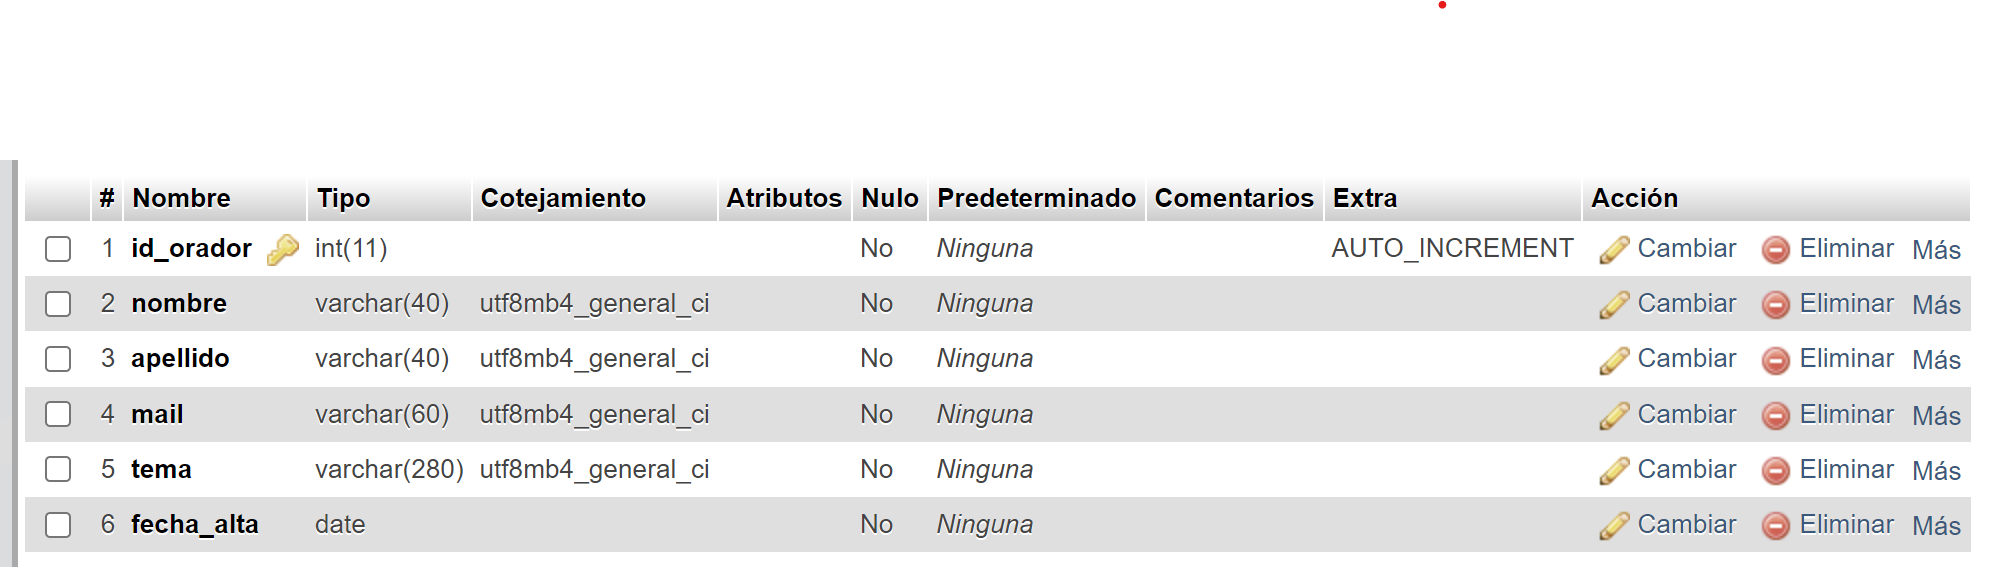 # Nombre Tipo Cotejamiento Atributos Nulo Predeterminado Comentarios Extra Acción
1 id_orador int(11) No Ninguna AUTO_INCREMENT Cambiar Eliminar Más
2 nombre varchar(40) utf8mb4_general_ci No Ninguna Cambiar Eliminar Más
3 apellido varchar(40) utf8mb4_general_ci No Ninguna Cambiar Eliminar Más
4 mail varchar(60) utf8mb4_general_ci No Ninguna Cambiar Eliminar Más
5 tema varchar(280) utf8mb4_general_ci No Ninguna Cambiar Eliminar Más
6 fecha_alta date No Ninguna Cambiar Eliminar Más